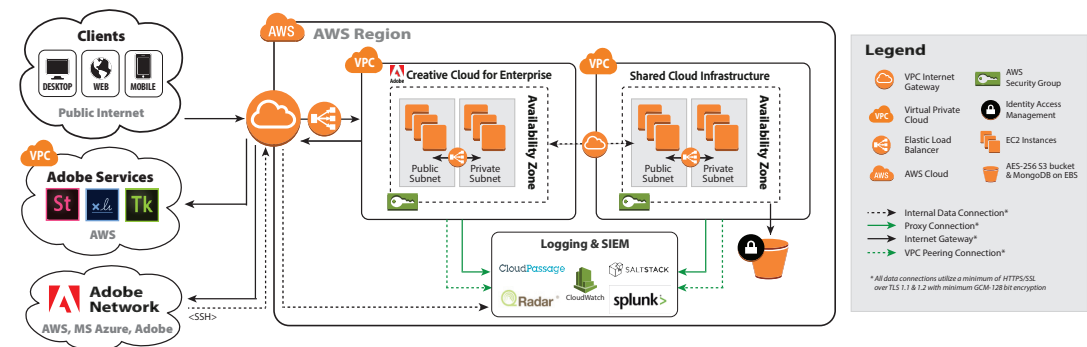 Clients
DESKTOP
WEB
MOBILE
Public Internet
VPC
Adobe Services
St
xli
Tk
AWS
Adobe
Network
AWS, MS Azure, Adobe
<SSH>
AWS
AWS Region
VPC
Adobe
Creative Cloud for Enterprise
Public
Subnet
Private
Subnet
Availability Zone
VPC
Shared Cloud Infrastructure
Public
Subnet
Private
Subnet
Availability Zone
Logging & SIEM
CloudPassage
SALTSTACK
CloudWatch
QRadar
splunk>
Legend
VPC Internet
Gateway
VPC
Virtual Private
Cloud
Elastic Load
Balancer
AWS
AWS Cloud
AWS
Security Group
Identity Access
Management
EC2 Instances
AES-256 S3 bucket
& MongoDB on EBS
Internal Data Connection*
Proxy Connection*
Internet Gateway*
VPC Peering Connection*
* All data connections utilize a minimum of HTTPS/SSL
over TLS 1.1 & 1.2 with minimum GCM-128 bit encryption